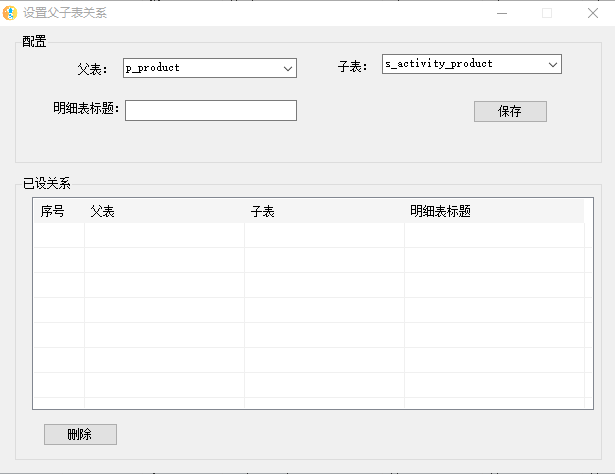 设置父子表关系
配置
父表： p_product 子表： s_activity_product
明细表标题： 保存
已设关系
序号 父表 子表 明细表标题
删除